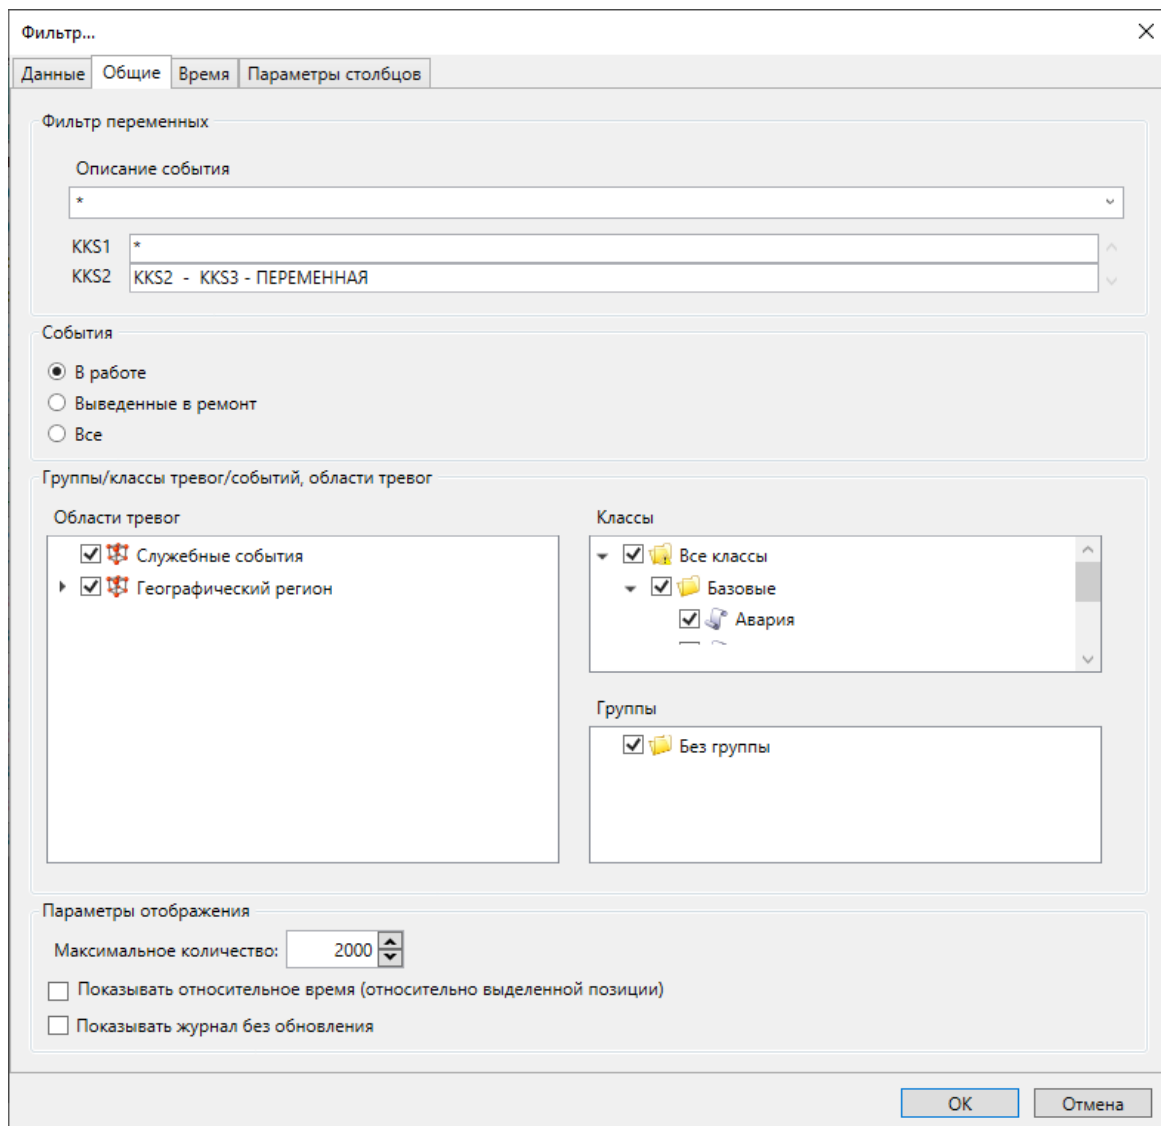 Фильтр...
Данные Общие Время Параметры столбцов
Фильтр переменных
Описание события
*
KKS1 *
KKS2 KKS2 - KKS3 - ПЕРЕМЕННАЯ
События
В работе
Выведенные в ремонт
Все
Группы/классы тревог/событий, области тревог
Области тревог
Служебные события
Географический регион
Классы
Все классы
Базовые
Авария
Группы
Без группы
Параметры отображения
Максимальное количество: 2000
Показывать относительное время (относительно выделенной позиции)
Показывать журнал без обновления
OK Отмена